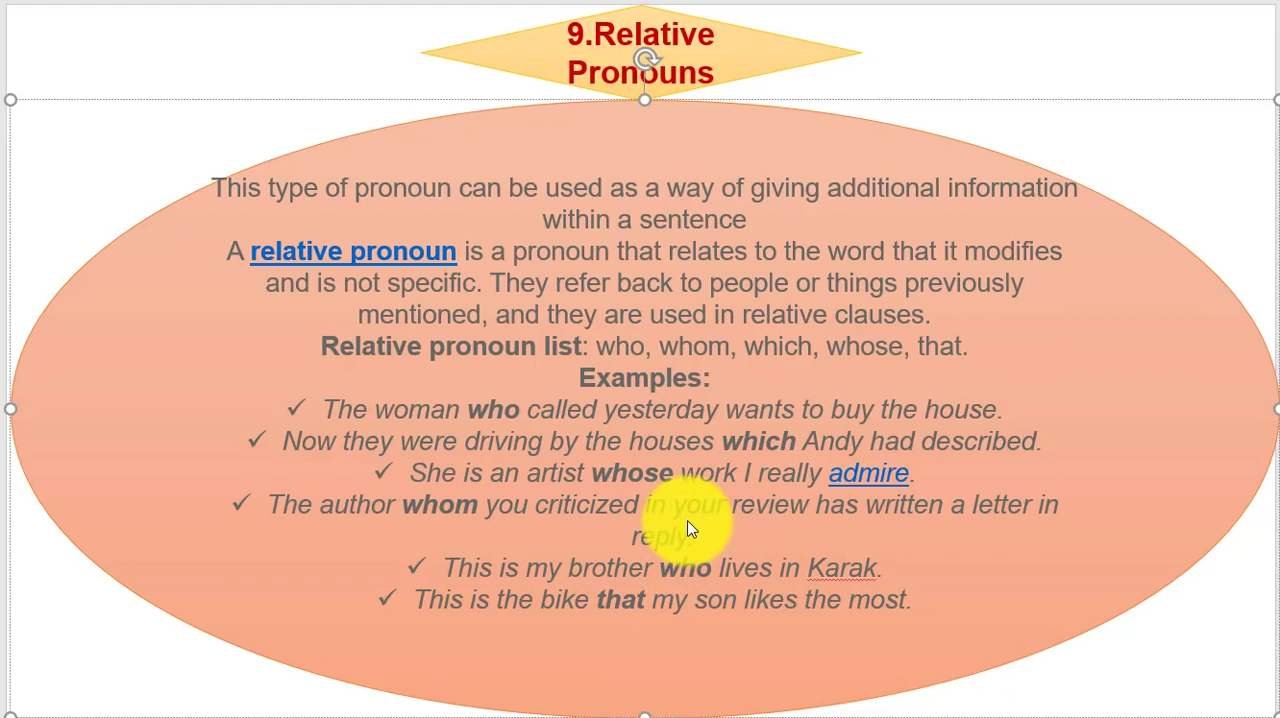 9.Relative
Pronouns
This type of pronoun can be used as a way of giving additional information
within a sentence
A relative pronoun is a pronoun that relates to the word that it modifies
and is not specific. They refer back to people or things previously
mentioned, and they are used in relative clauses.
Relative pronoun list: who, whom, which, whose, that.
Examples:
✓ The woman who called yesterday wants to buy the house.
✓ Now they were driving by the houses which Andy had described.
✓ She is an artist whose work I really admire.
✓ The author whom you criticized in your review has written a letter in
reply.
✓ This is my brother who lives in Karak.
✓ This is the bike that my son likes the most.